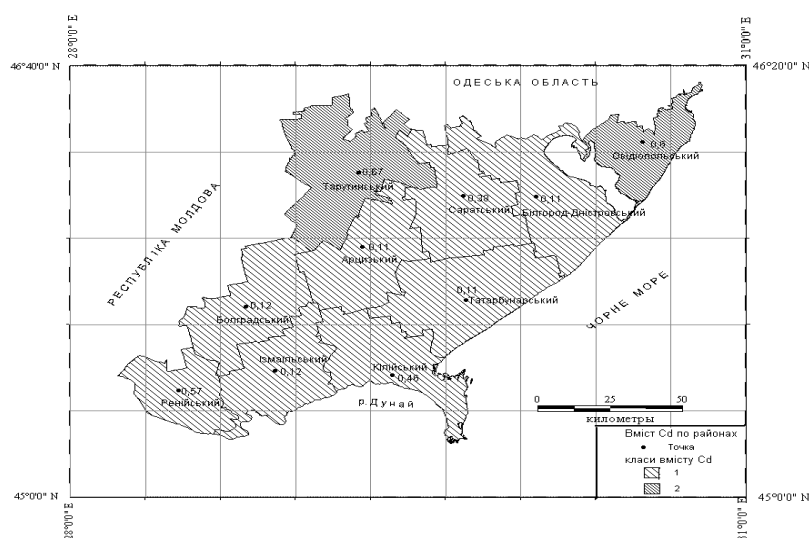 28°0'0" E
31°0'0" E
46°40'0" N
46°20'0" N
ОДЕСЬКА ОБЛАСТЬ
0,6
Овідіопольський
0,67
Тарутинський
0,33
Саратський
0,11
Білгород-Дністровський
РЕСПУБЛІКА МОЛДОВА
0,11
Арцизький
0,11
Татарбунарський
ЧОРНЕ МОРЕ
0,12
Болградський
Ізмаїльський
0,12
Кілійський
0,46
0,57
Ренійський
р.Дунай
0 25 50
километры
Вміст Cd по районах
Точка
класи вмісту Cd
1
2
45°0'0" N
45°0'0" N
28°0'0" E
31°0'0" E